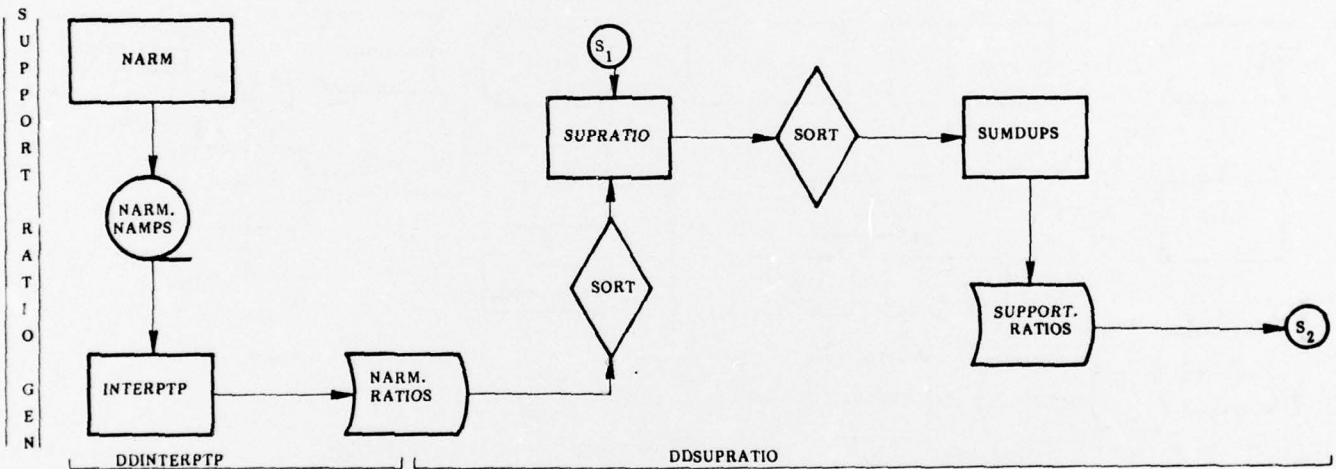 SUPPORT RATIO GEN
NARM
NARM.
NAMPS
INTERPTP
NARM.
RATIOS
SORT
S1
SUPRATIO
SORT
SUMDUPS
SUPPORT.
RATIOS
S2
DDINTERPTP
DDSUPRATIO